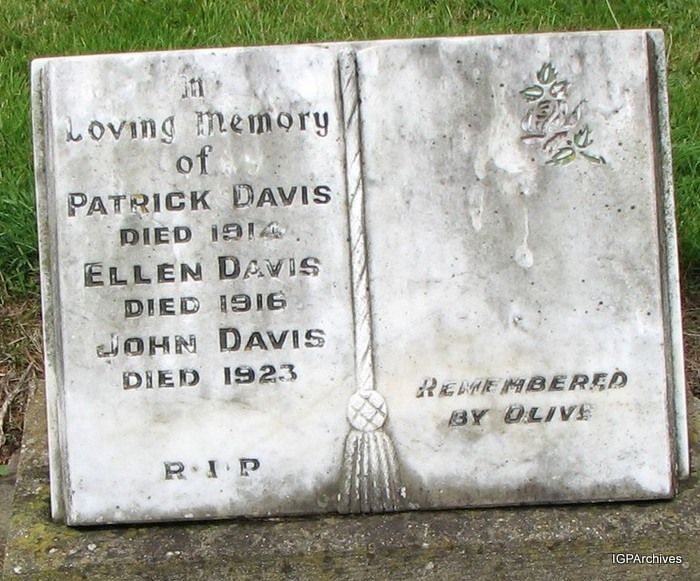 In
Loving Memory
of
PATRICK DAVIS
DIED 1914
ELLEN DAVIS
DIED 1916
JOHN DAVIS
DIED 1923
R·I·P
REMEMBERED
BY OLIVE
IGPArchives